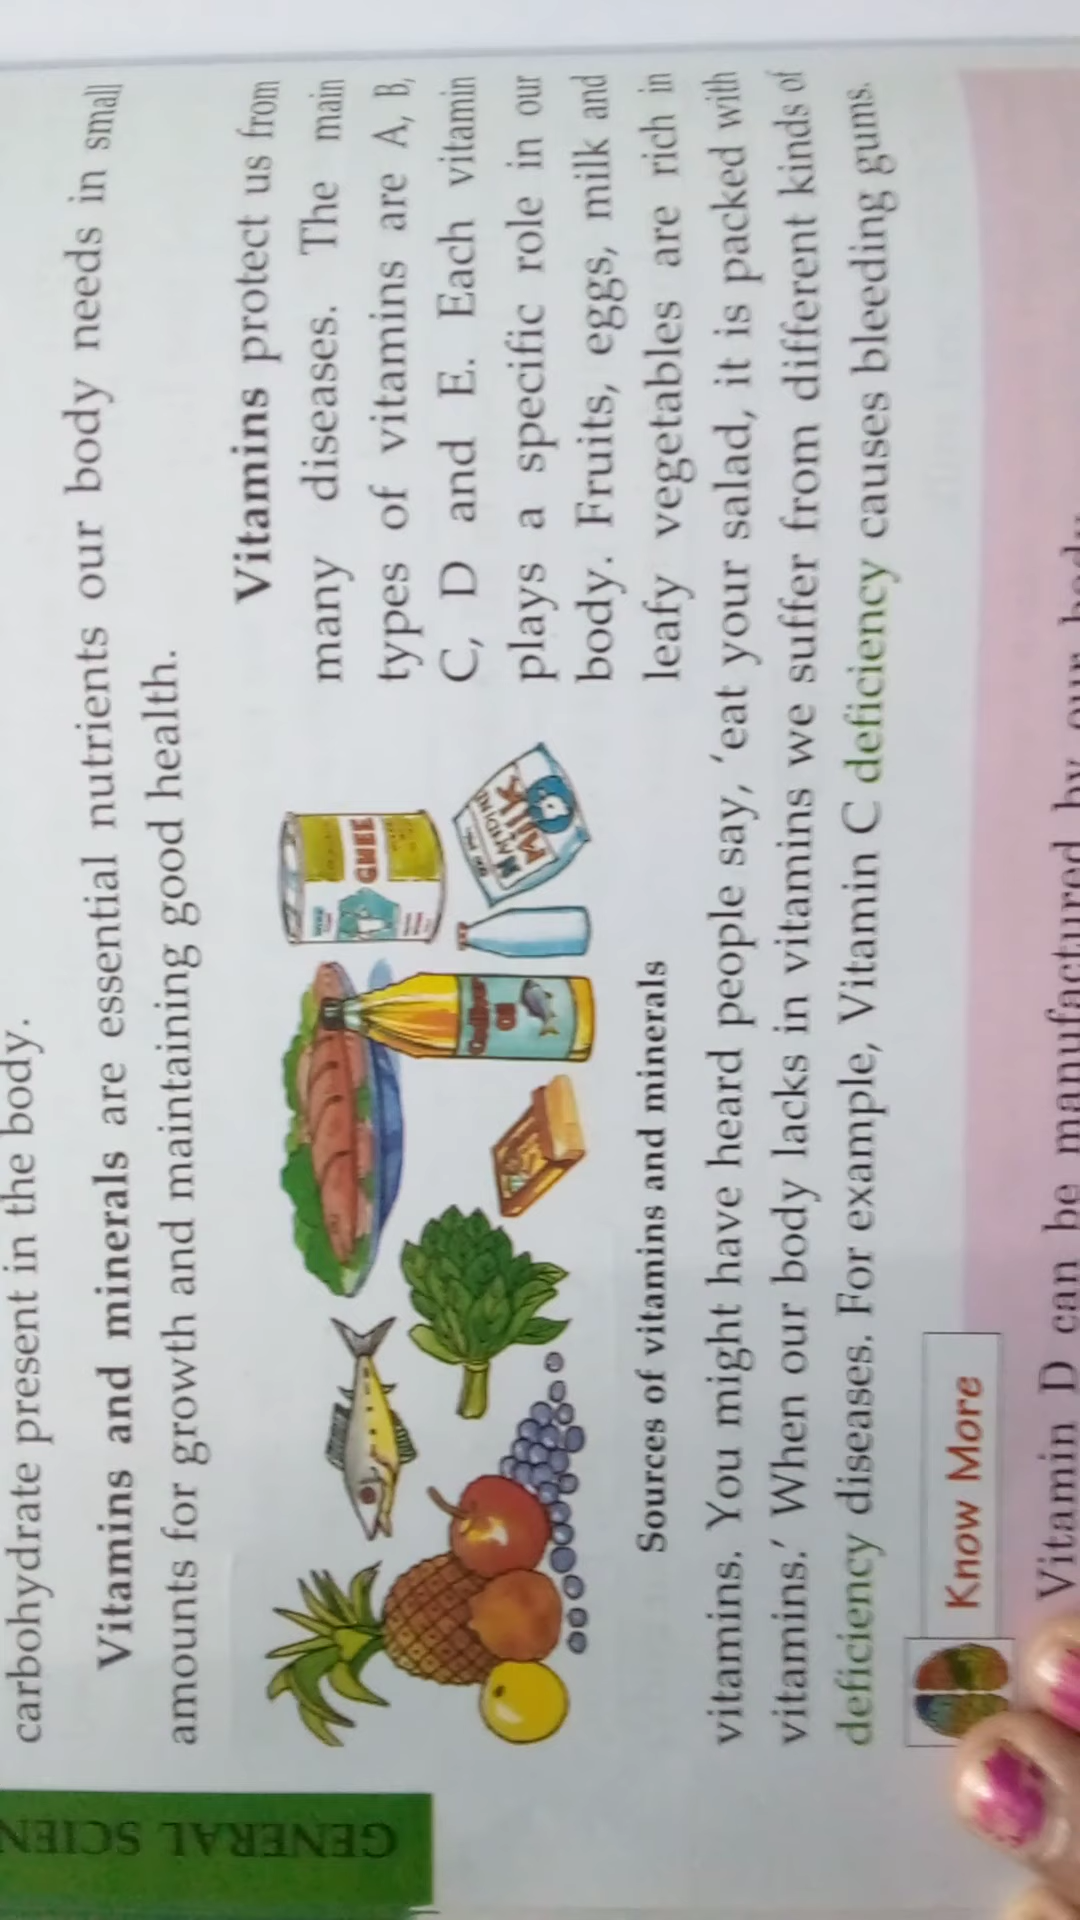 carbohydrate present in the body.
Vitamins and minerals are essential nutrients our body needs in small
amounts for growth and maintaining good health.
GHEE
MILK
Sources of vitamins and minerals
Vitamins protect us from
many diseases. The main
types of vitamins are A, B,
C, D and E. Each vitamin
plays a specific role in our
body. Fruits, eggs, milk and
leafy vegetables are rich in
vitamins. You might have heard people say, ‘eat your salad, it is packed with
vitamins.’ When our body lacks in vitamins we suffer from different kinds of
deficiency diseases. For example, Vitamin C deficiency causes bleeding gums.
Know More
Vitamin D can be manufactured by our body
GENERAL SCIEN